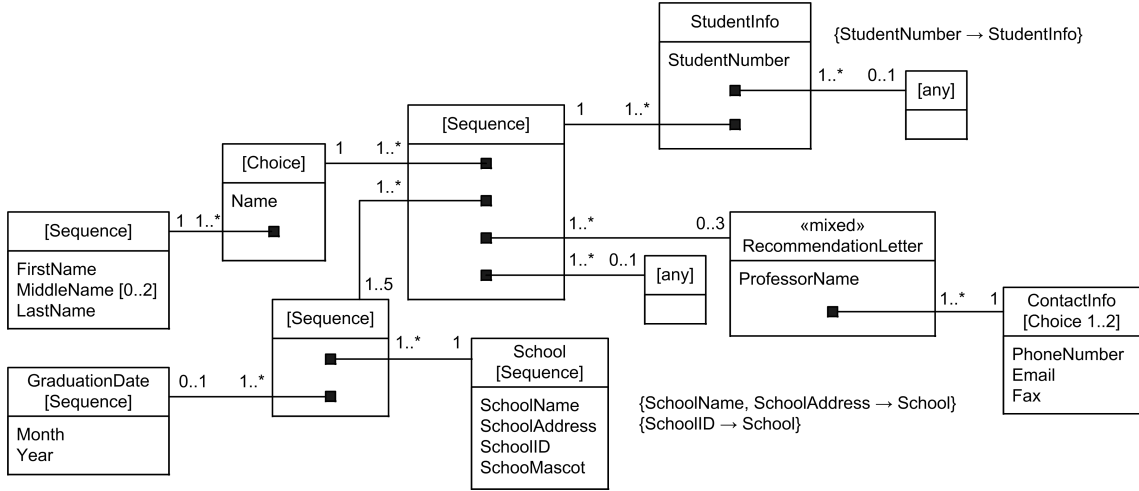 StudentInfo
StudentNumber
{StudentNumber → StudentInfo}
1..*
0..1
[any]
[Sequence]
1
1..*
[Choice]
Name
1
1..*
1..*
[Sequence]
FirstName
MiddleName [0..2]
LastName
1
1..*
1..*
0..3
«mixed»
RecommendationLetter
ProfessorName
1..*
0..1
[any]
1..*
1
ContactInfo
[Choice 1..2]
PhoneNumber
Email
Fax
1..5
[Sequence]
1..*
1
School
[Sequence]
SchoolName
SchoolAddress
SchoolID
SchooMascot
GraduationDate
[Sequence]
Month
Year
0..1
1..*
{SchoolName, SchoolAddress → School}
{SchoolID → School}